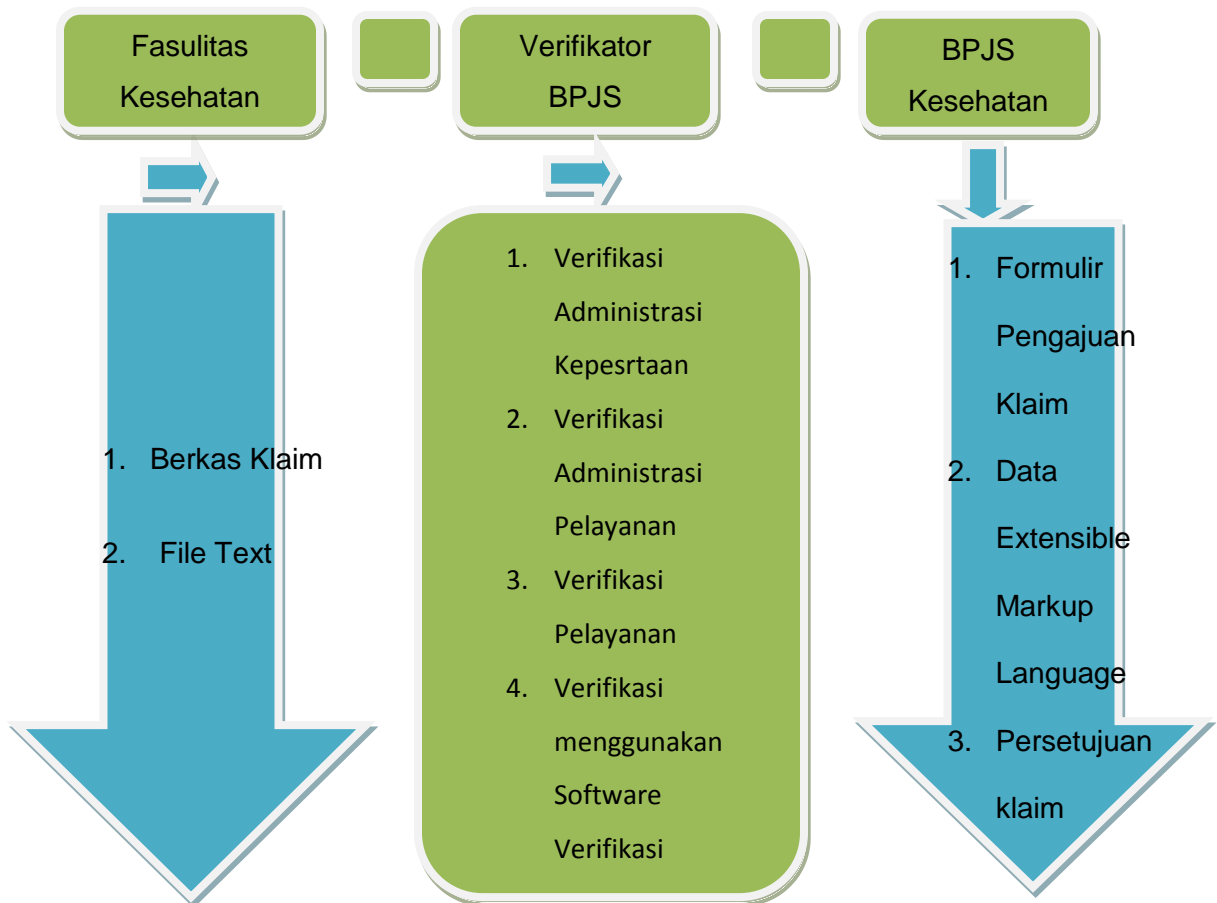 Fasulitas
Kesehatan
Verifikator
BPJS
BPJS
Kesehatan
1. Berkas Klaim
2. File Text
1. Verifikasi
Administrasi
Kepesrtaan
2. Verifikasi
Administrasi
Pelayanan
3. Verifikasi
Pelayanan
4. Verifikasi
menggunakan
Software
Verifikasi
1. Formulir
Pengajuan
Klaim
2. Data
Extensible
Markup
Language
3. Persetujuan
klaim